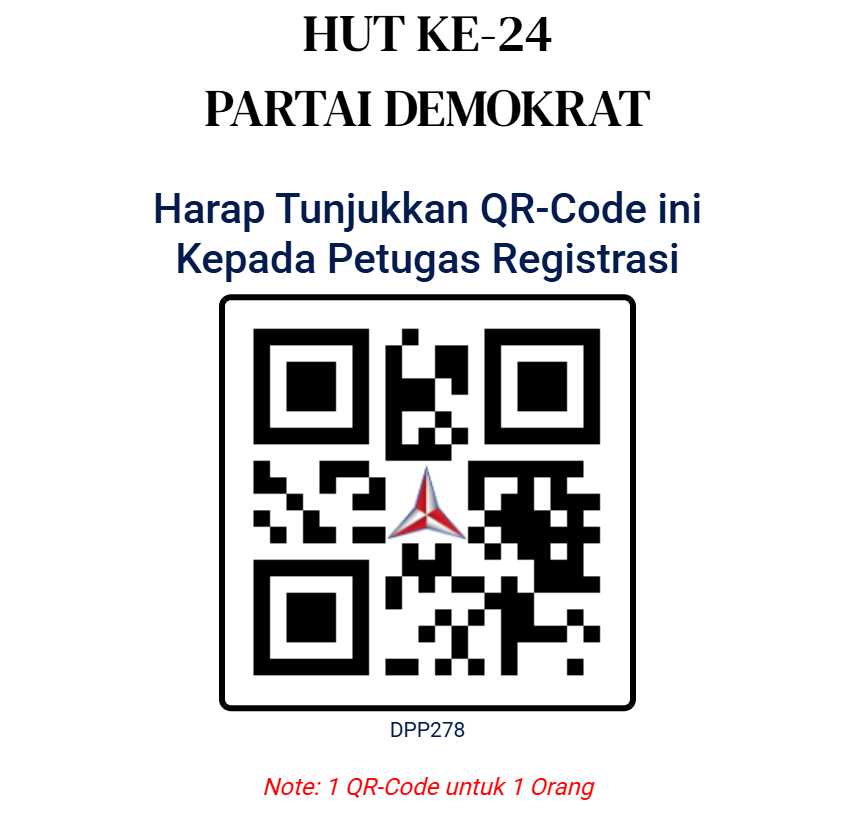 HUT KE-24
PARTAI DEMOKRAT
Harap Tunjukkan QR-Code ini
Kepada Petugas Registrasi
DPP278
Note: 1 QR-Code untuk 1 Orang